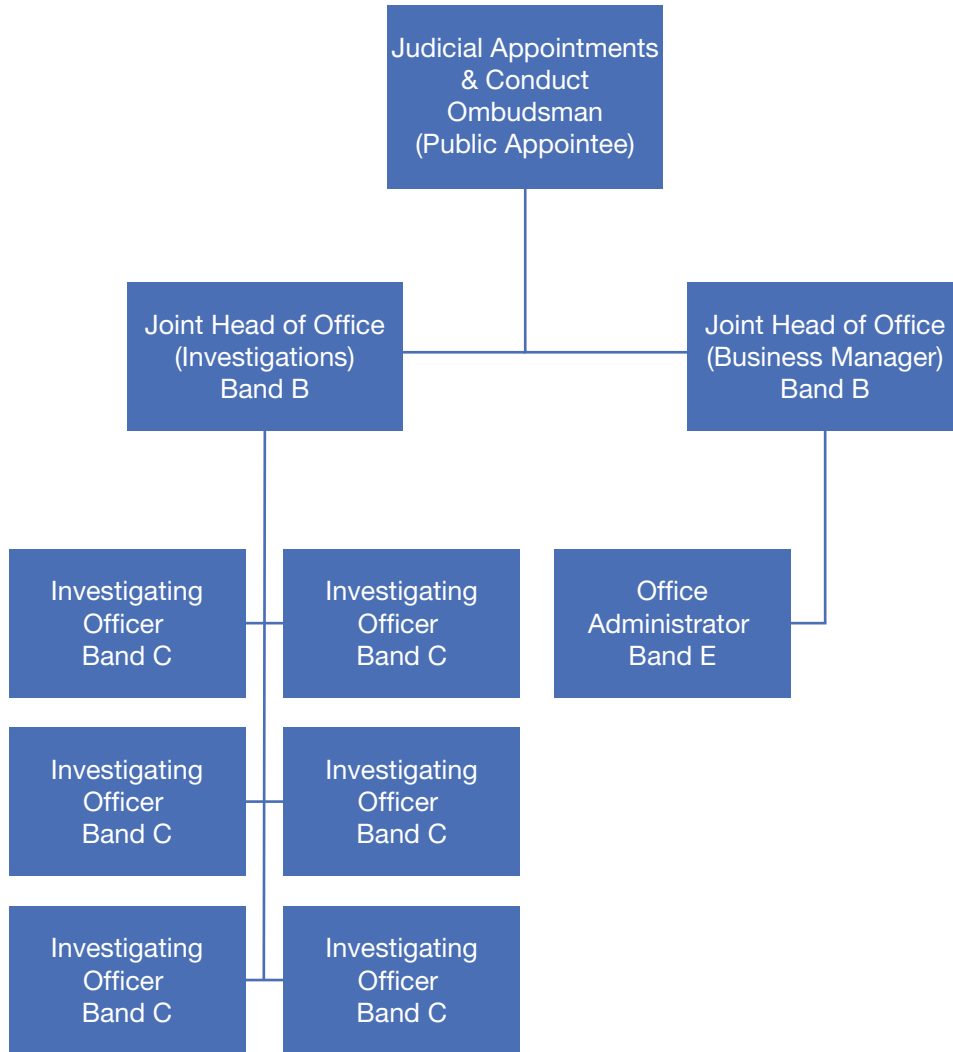 Judicial Appointments
& Conduct
Ombudsman
(Public Appointee)
Joint Head of Office
(Investigations)
Band B
Joint Head of Office
(Business Manager)
Band B
Investigating
Officer
Band C
Investigating
Officer
Band C
Office
Administrator
Band E
Investigating
Officer
Band C
Investigating
Officer
Band C
Investigating
Officer
Band C
Investigating
Officer
Band C